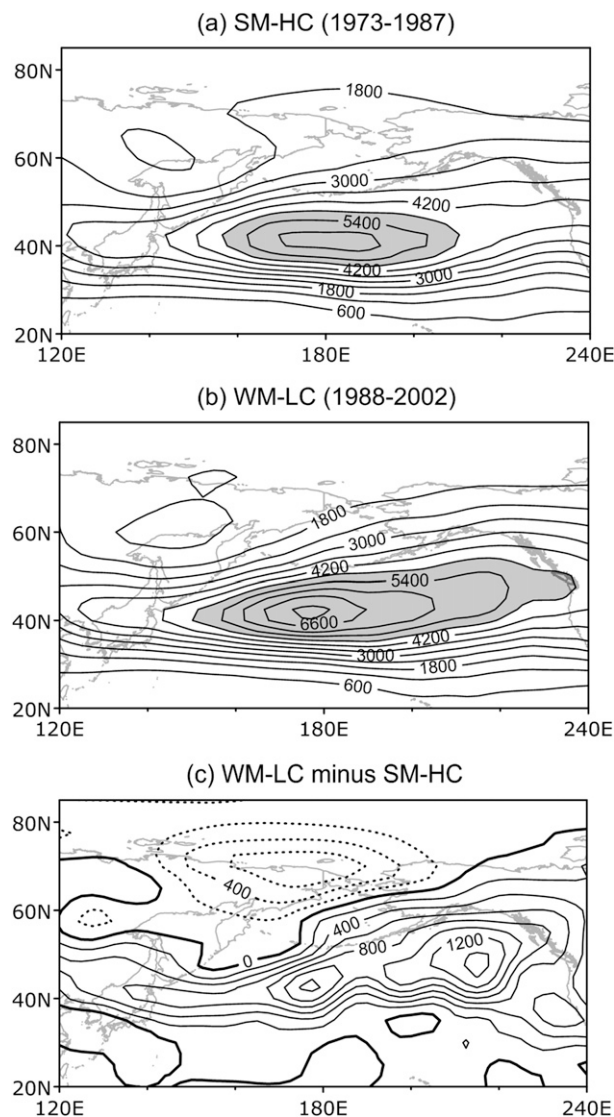 (a) SM-HC (1973-1987)
80N
1800
60N
3000
4200
5400
40N
4200
3000
1800
600
20N
120E 180E 240E
(b) WM-LC (1988-2002)
80N
1800
60N
3000
4200
5400
40N
6600
4200
3000
1800
600
20N
120E 180E 240E
(c) WM-LC minus SM-HC
80N
400
60N
400
1200
800
0
40N
20N
120E 180E 240E